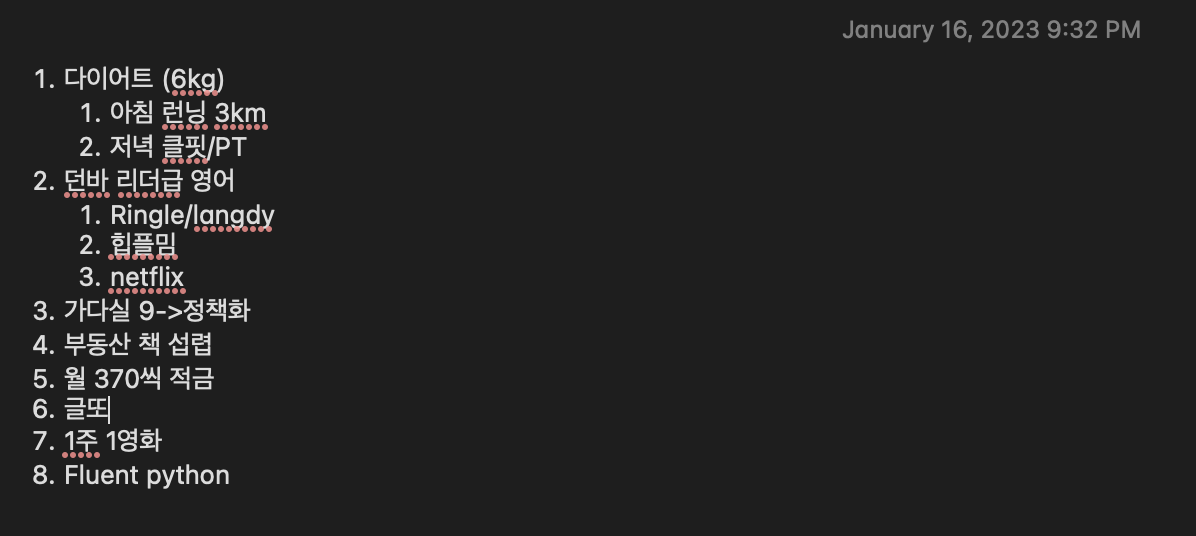 January 16, 2023 9:32 PM
1. 다이어트 (6kg)
1. 아침 런닝 3km
2. 저녁 클핏/PT
2. 던바 리더급 영어
1. Ringle/langdy
2. 힙플밈
3. netflix
3. 가다실 9->정책화
4. 부동산 책 섭렵
5. 월 370씩 적금
6. 글또
7. 1주 1영화
8. Fluent python